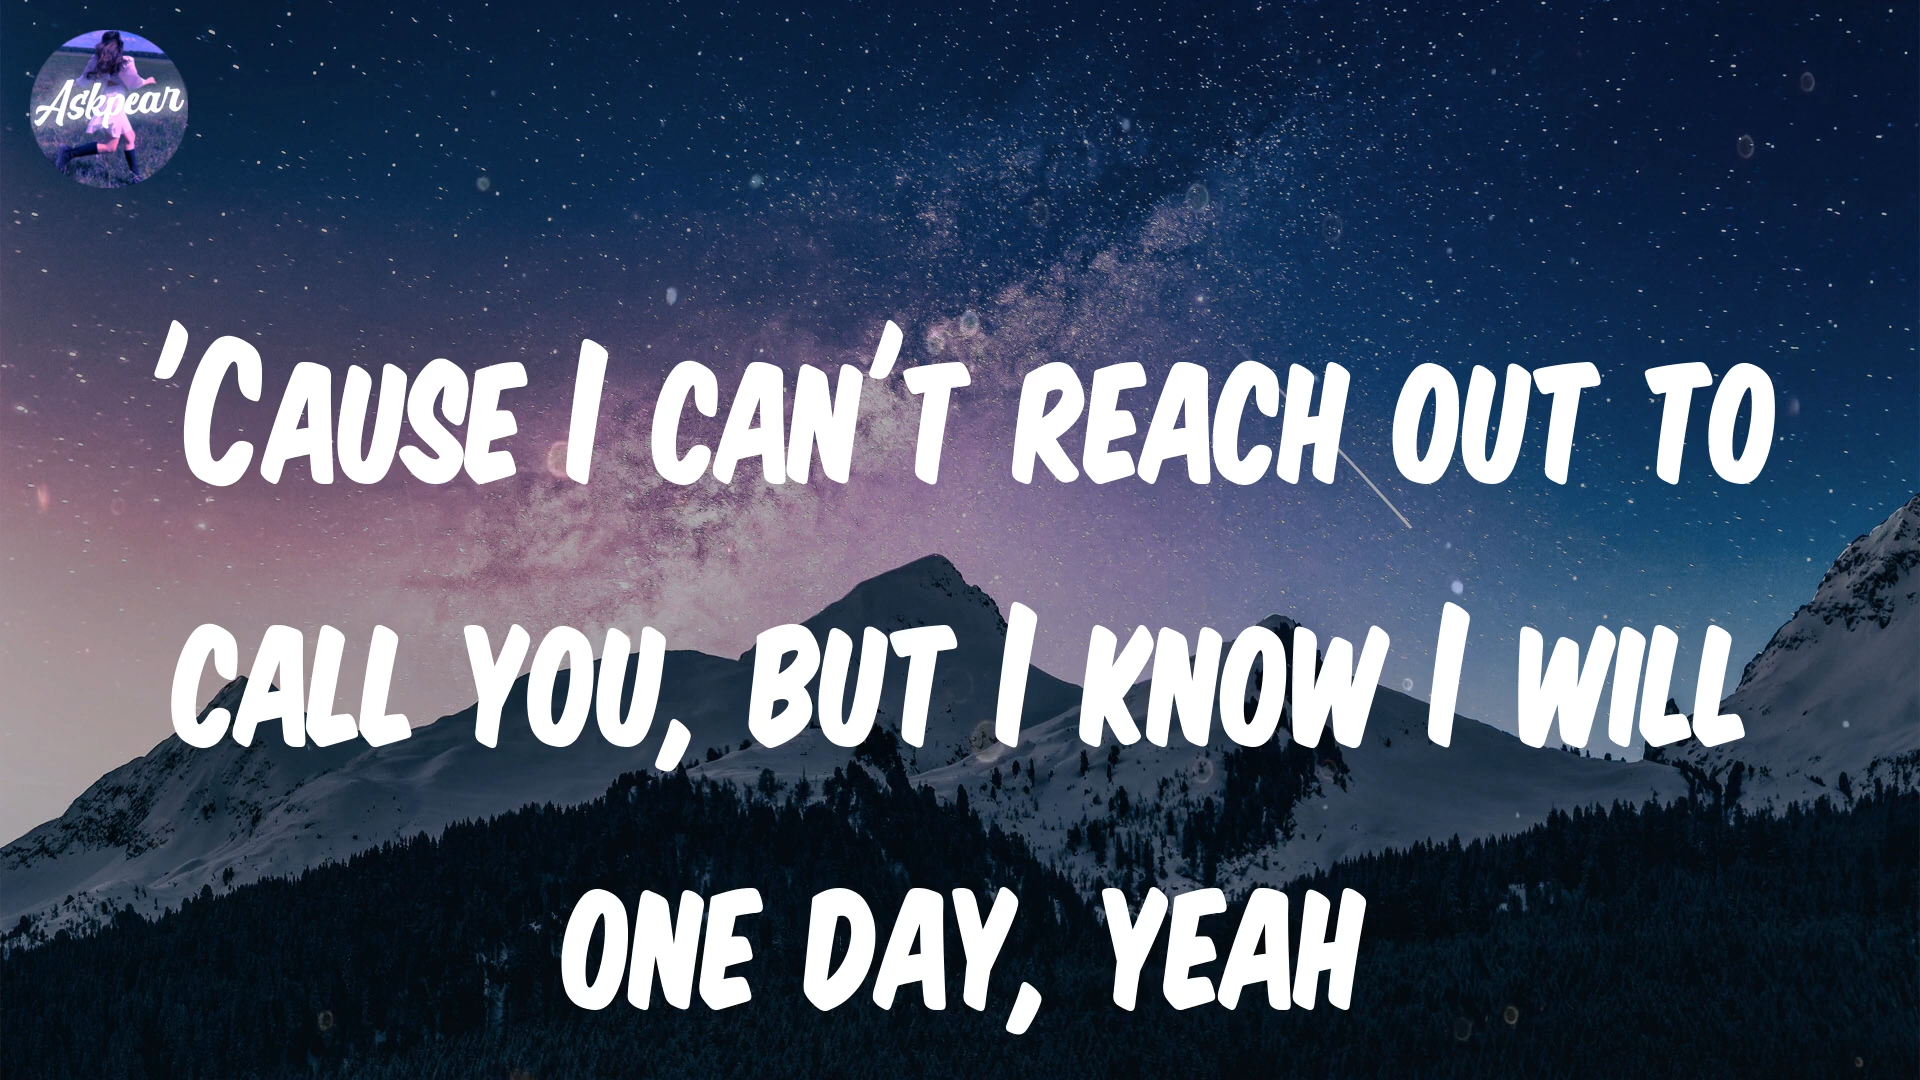 Askpear
'Cause I can't reach out to
call you, but I know I will
one day, yeah